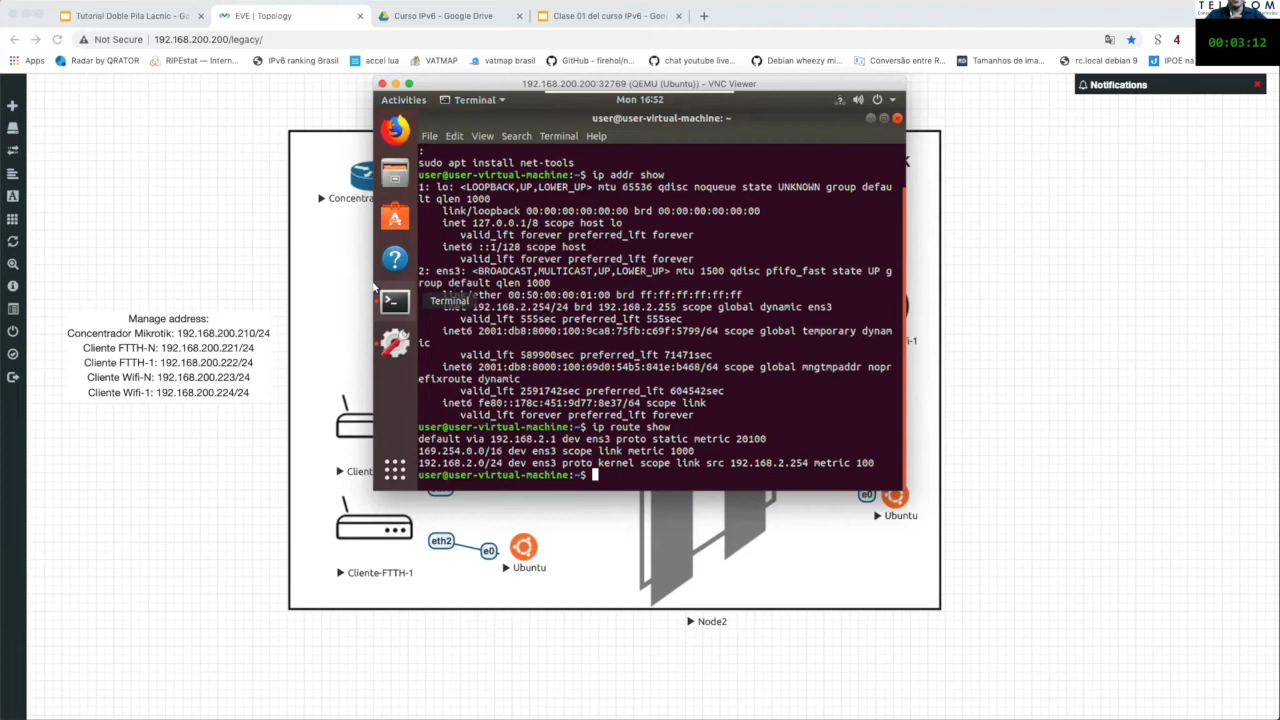 Tutorial Doble Pila Lacnic - Go
EVE | Topology
Curso IPv6 - Google Drive
Clase 01 del curso IPv6 - Goo
TELECOM
00:03:12
Not Secure
192.168.200.200/legacy/
S
4
Apps
Radar by QRATOR
RIPEstat — Intern...
IPv6 ranking Brasil
accel lua
VATMAP
vatmap brasil
GitHub - firehol/firehol...
chat youtube live...
Debian wheezy mi...
Conversão entre R...
Tamanhos de ima...
rc.local debian 9
IPOE na
Notifications
192.168.200.200:32769 (QEMU (Ubuntu)) - VNC Viewer
Activities
Terminal
Mon 16:52
user@user-virtual-machine: ~
File Edit View Search Terminal Help
:
sudo apt install net-tools
user@user-virtual-machine:~$ ip addr show
1: lo: <LOOPBACK,UP,LOWER_UP> mtu 65536 qdisc noqueue state UNKNOWN group defau
lt qlen 1000
link/loopback 00:00:00:00:00:00 brd 00:00:00:00:00:00
inet 127.0.0.1/8 scope host lo
valid_lft forever preferred_lft forever
inet6 ::1/128 scope host
valid_lft forever preferred_lft forever
2: ens3: <BROADCAST,MULTICAST,UP,LOWER_UP> mtu 1500 qdisc pfifo_fast state UP g
roup default qlen 1000
ether 00:50:00:00:01:00 brd ff:ff:ff:ff:ff:ff
Terminal
inet 192.168.2.254/24 brd 192.168.2.255 scope global dynamic ens3
valid_lft 555sec preferred_lft 555sec
inet6 2001:db8:8000:100:9ca8:75fb:c69f:5799/64 scope global temporary dynam
ic
valid_lft 589900sec preferred_lft 71471sec
inet6 2001:db8:8000:100:69d0:54b5:841e:b468/64 scope global mngtmpaddr nopr
efixroute dynamic
valid_lft 2591742sec preferred_lft 604542sec
inet6 fe80::178c:451:9d77:8e37/64 scope link
valid_lft forever preferred_lft forever
user@user-virtual-machine:~$ ip route show
default via 192.168.2.1 dev ens3 proto static metric 20100
169.254.0.0/16 dev ens3 scope link metric 1000
192.168.2.0/24 dev ens3 proto kernel scope link src 192.168.2.254 metric 100
user@user-virtual-machine:~$
Concentra
Manage address:
Concentrador Mikrotik: 192.168.200.210/24
Cliente FTTH-N: 192.168.200.221/24
Cliente FTTH-1: 192.168.200.222/24
Cliente Wifi-N: 192.168.200.223/24
Cliente Wifi-1: 192.168.200.224/24
fi-1
Client
e0
Ubuntu
eth2
e0
Ubuntu
Cliente-FTTH-1
Node2